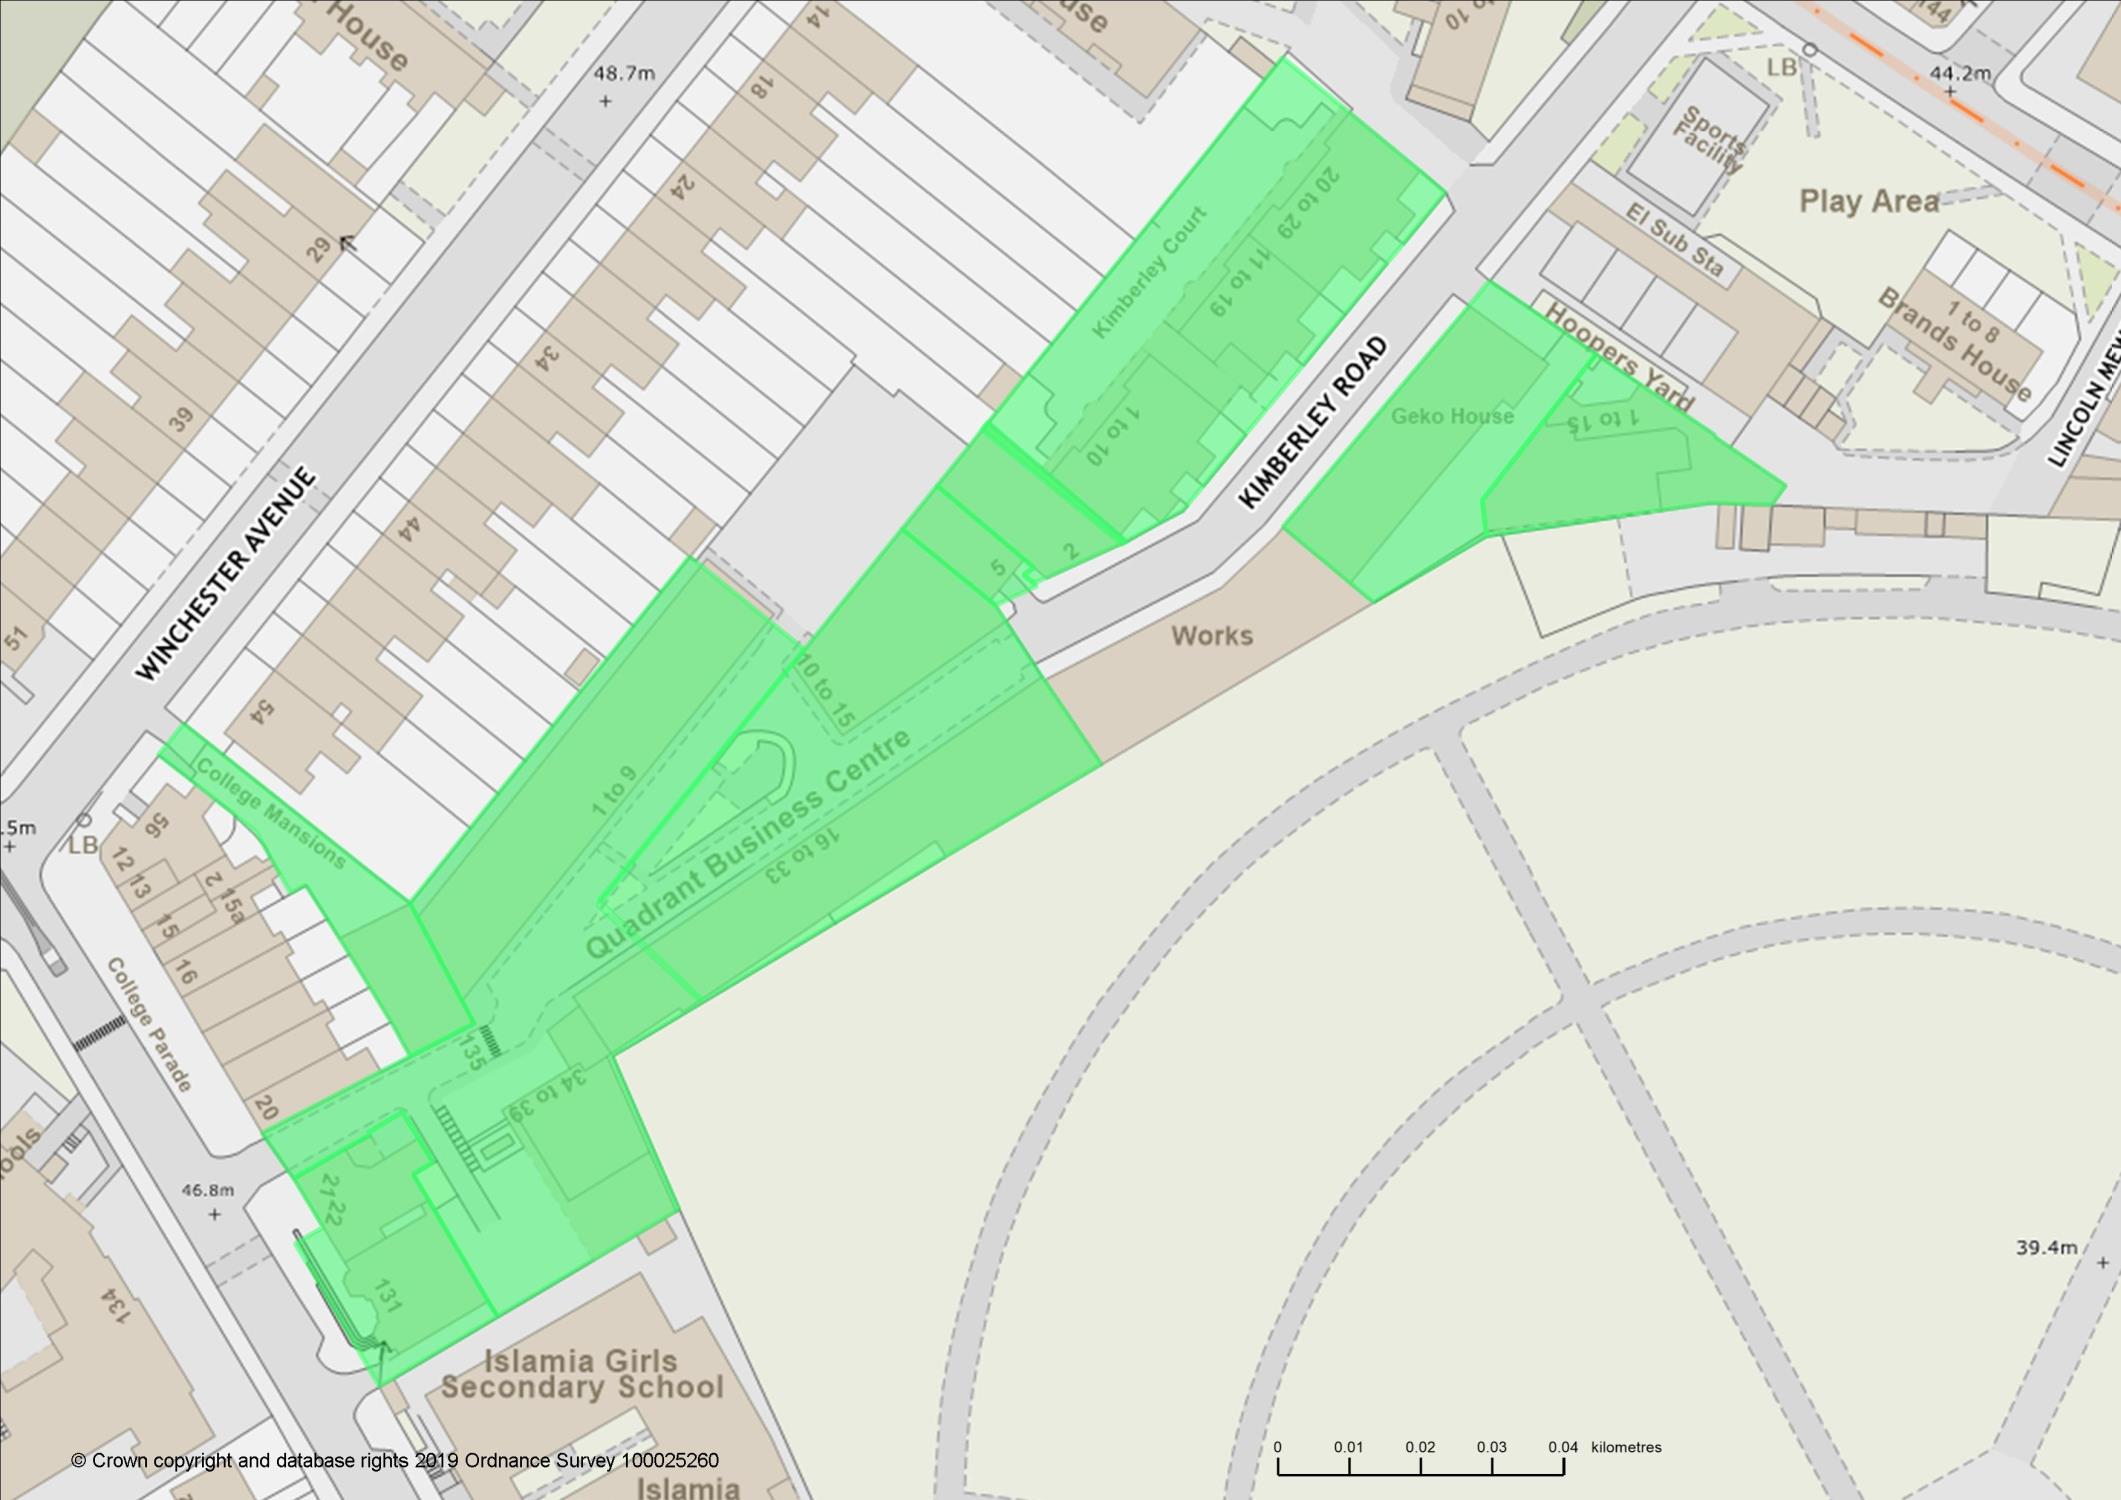 House
48.7m
14
18
24
29
34
39
44
51
54
WINCHESTER AVENUE
use
to 10
144
LB
44.2m
Sports
Facility
Play Area
El Sub Sta
1 to 8
Brands House
LINCOLN MEW
Hoopers Yard
1 to 15
Geko House
KIMBERLEY ROAD
Kimberley Court
20 to 29
11 to 19
1 to 10
2
5
Works
10 to 15
1 to 9
Quadrant Business Centre
16 to 33
College Mansions
.5m
LB
56
12
13
2
15a
15
16
College Parade
20
135
34 to 39
21
22
46.8m
131
134
ools
Islamia Girls
Secondary School
Islamia
39.4m
0 0.01 0.02 0.03 0.04 kilometres
© Crown copyright and database rights 2019 Ordnance Survey 100025260